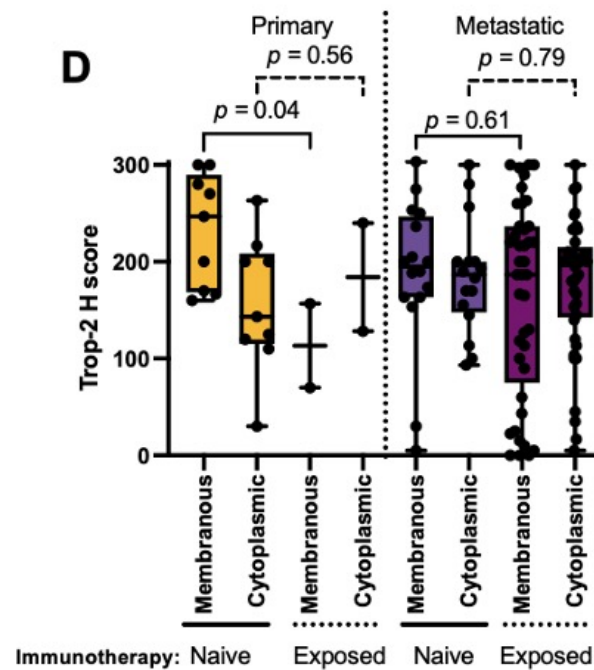 D
Primary
Metastatic
p = 0.56
p = 0.79
p = 0.04
p = 0.61
Trop-2 H score
300
200
100
0
Membranous
Cytoplasmic
Membranous
Cytoplasmic
Membranous
Cytoplasmic
Membranous
Cytoplasmic
Immunotherapy: Naive Exposed Naive Exposed